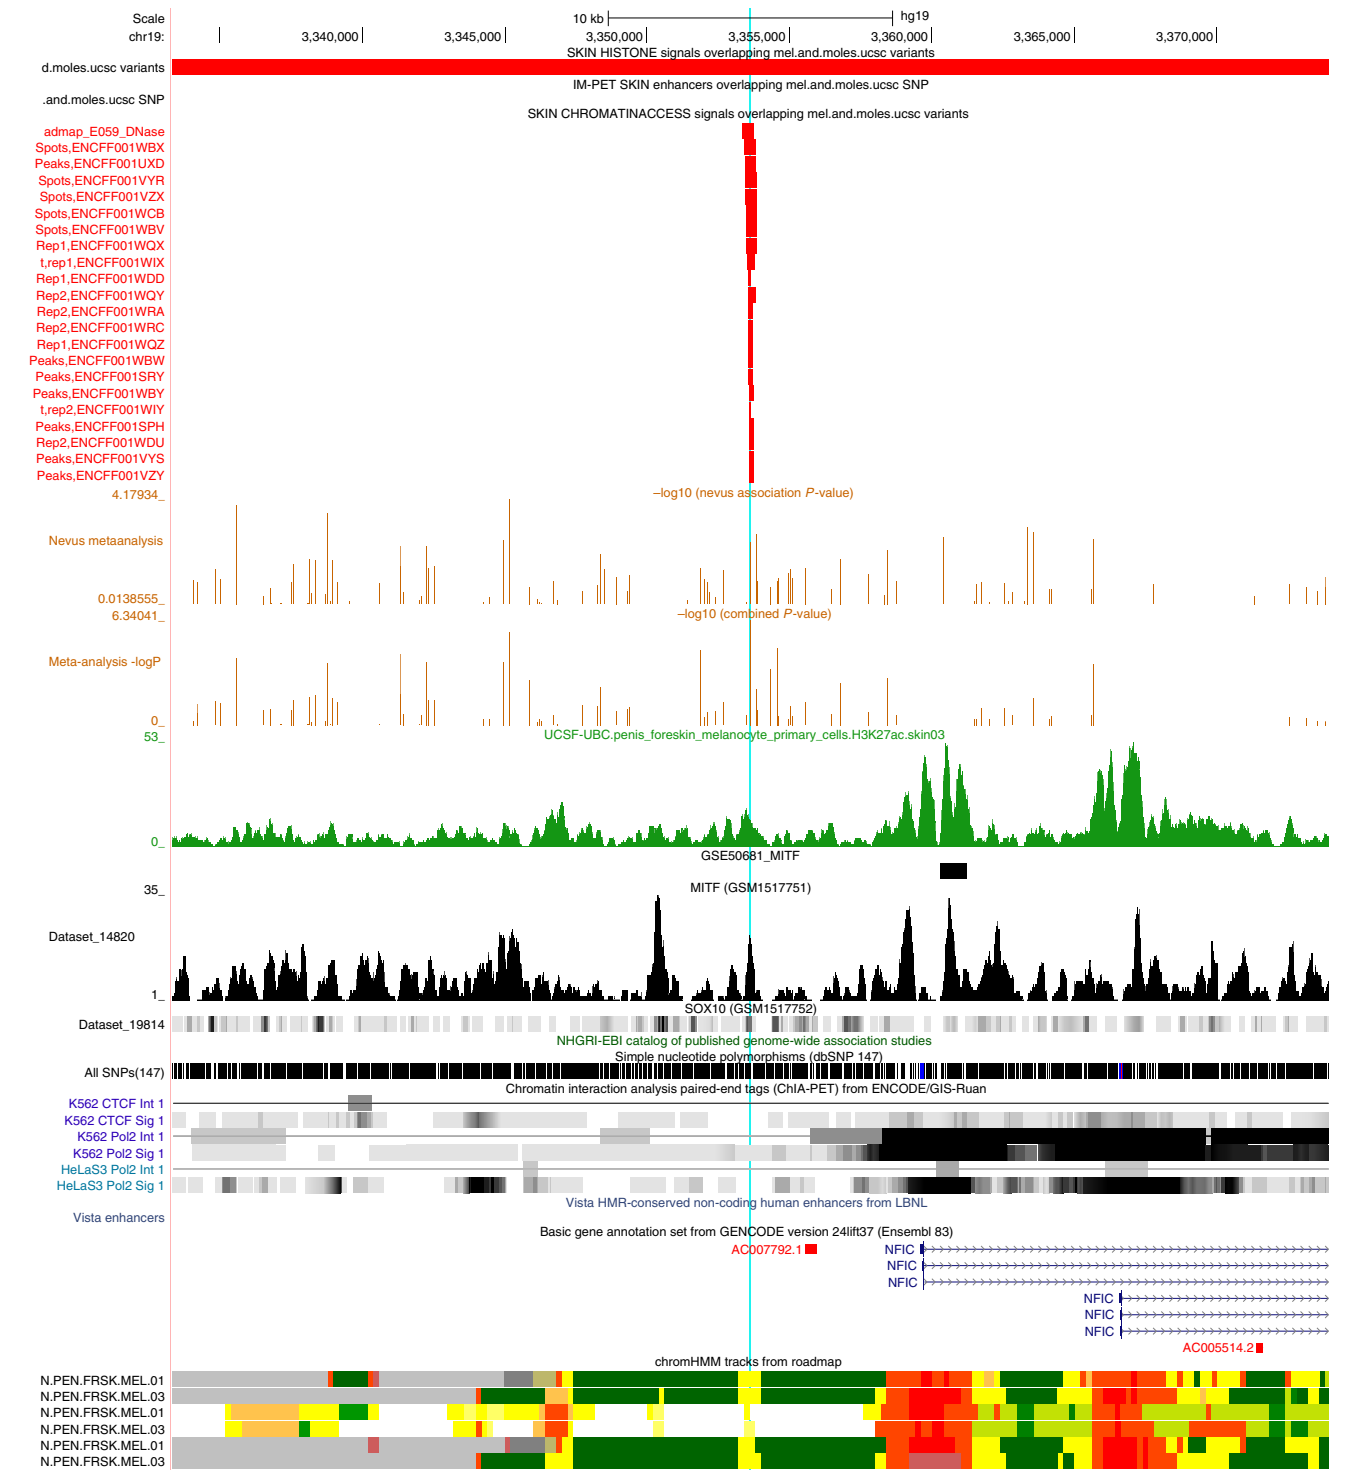 Scale 10 kb hg19
chr19: 3,340,000 3,345,000 3,350,000 3,355,000 3,360,000 3,365,000 3,370,000
SKIN HISTONE signals overlapping mel.and.moles.ucsc variants
d.moles.ucsc variants
IM-PET SKIN enhancers overlapping mel.and.moles.ucsc SNP
.and.moles.ucsc SNP
SKIN CHROMATINACCESS signals overlapping mel.and.moles.ucsc variants
admap_E059_DNase
Spots,ENCFF001WBX
Peaks,ENCFF001UXD
Spots,ENCFF001VYR
Spots,ENCFF001VZX
Spots,ENCFF001WCB
Spots,ENCFF001WBV
Rep1,ENCFF001WQX
t,rep1,ENCFF001WIX
Rep1,ENCFF001WDD
Rep2,ENCFF001WQY
Rep2,ENCFF001WRA
Rep2,ENCFF001WRC
Rep1,ENCFF001WQZ
Peaks,ENCFF001WBW
Peaks,ENCFF001SRY
Peaks,ENCFF001WBY
t,rep2,ENCFF001WIY
Peaks,ENCFF001SPH
Rep2,ENCFF001WDU
Peaks,ENCFF001VYS
Peaks,ENCFF001VZY
4.17934_ –log10 (nevus association P-value)
Nevus metaanalysis
0.0138555_
6.34041_ –log10 (combined P-value)
Meta-analysis -logP
0_
53_ UCSF-UBC.penis_foreskin_melanocyte_primary_cells.H3K27ac.skin03
0_
GSE50681_MITF
35_ MITF (GSM1517751)
Dataset_14820
1_
SOX10 (GSM1517752)
Dataset_19814
NHGRI-EBI catalog of published genome-wide association studies
Simple nucleotide polymorphisms (dbSNP 147)
All SNPs(147)
Chromatin interaction analysis paired-end tags (ChIA-PET) from ENCODE/GIS-Ruan
K562 CTCF Int 1
K562 CTCF Sig 1
K562 Pol2 Int 1
K562 Pol2 Sig 1
HeLaS3 Pol2 Int 1
HeLaS3 Pol2 Sig 1
Vista HMR-conserved non-coding human enhancers from LBNL
Vista enhancers
Basic gene annotation set from GENCODE version 24lift37 (Ensembl 83)
AC007792.1 NFIC
NFIC
NFIC
NFIC
NFIC
NFIC
AC005514.2
chromHMM tracks from roadmap
N.PEN.FRSK.MEL.01
N.PEN.FRSK.MEL.03
N.PEN.FRSK.MEL.01
N.PEN.FRSK.MEL.03
N.PEN.FRSK.MEL.01
N.PEN.FRSK.MEL.03